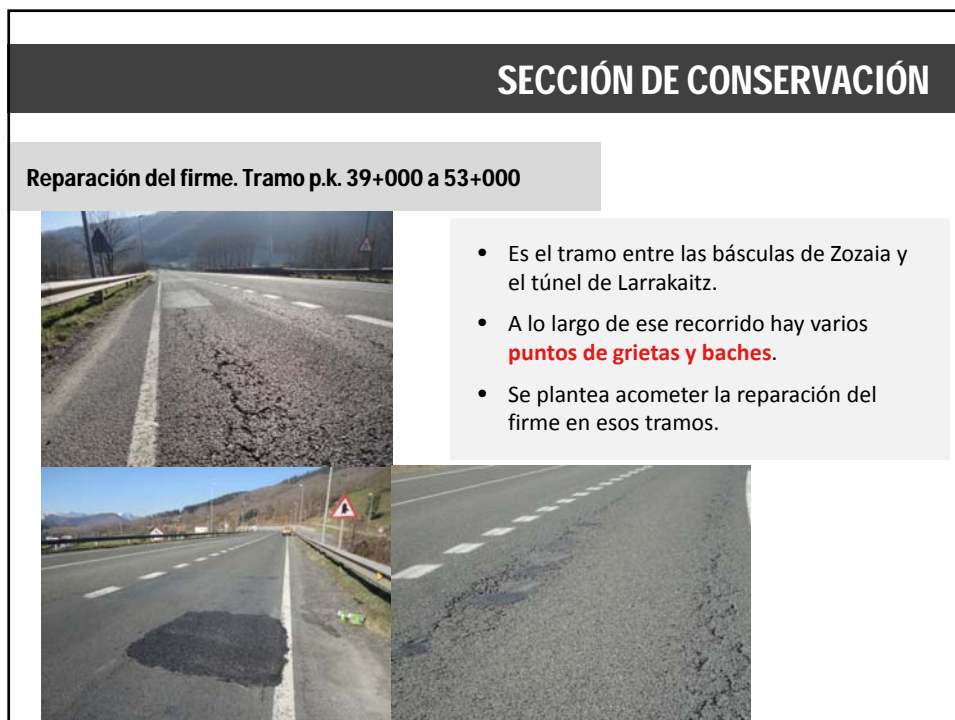 SECCIÓN DE CONSERVACIÓN
Reparación del firme. Tramo p.k. 39+000 a 53+000
• Es el tramo entre las básculas de Zozaia y
el túnel de Larrakaitz.
• A lo largo de ese recorrido hay varios
puntos de grietas y baches.
• Se plantea acometer la reparación del
firme en esos tramos.